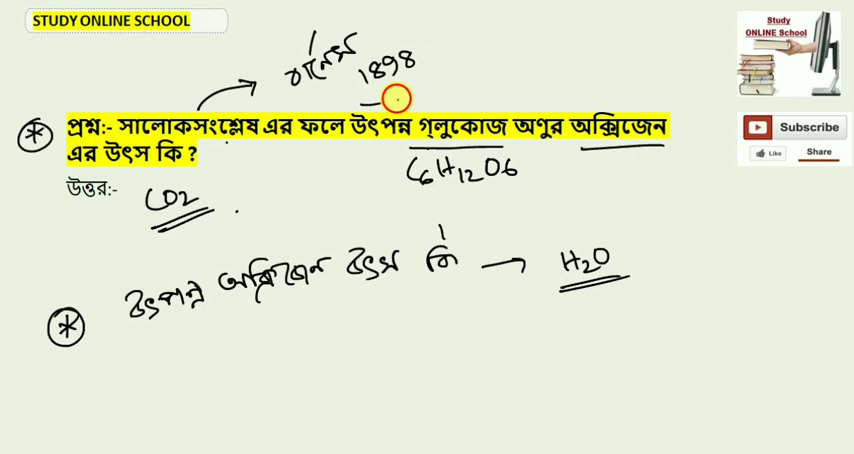 STUDY ONLINE SCHOOL
Study
ONLINE School
বার্নেস 1898
* প্রশ্ন:- সালোকসংশ্লেষ এর ফলে উৎপন্ন গ্লুকোজ অণুর অক্সিজেন
এর উৎস কি ?
Subscribe
Like Share
C6H12O6
উত্তর:- CO2
* উৎপন্ন অক্সিজেন উৎস কি → H2O